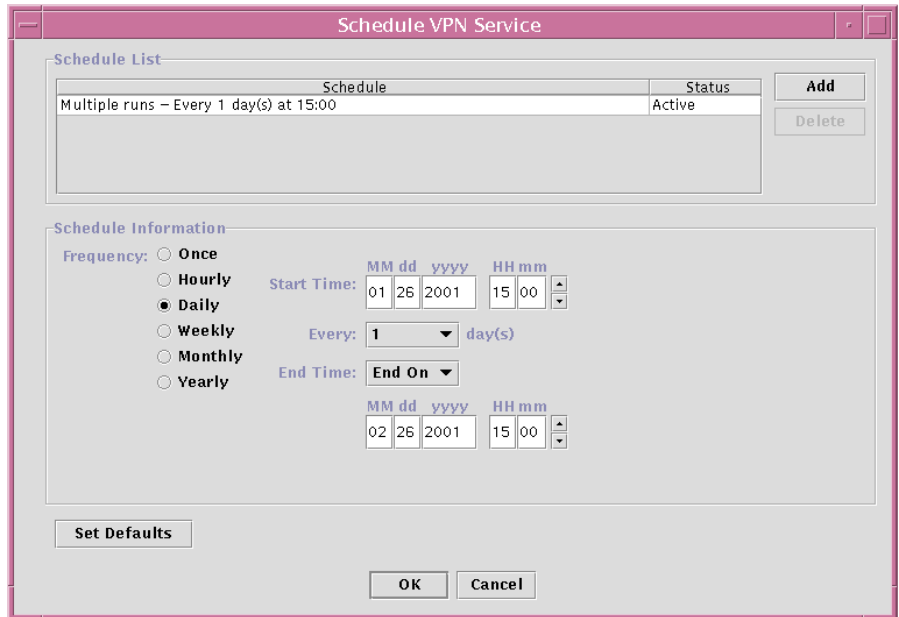 Schedule VPN Service
Schedule List
Schedule Status
Multiple runs – Every 1 day(s) at 15:00 Active
Add
Delete
Schedule Information
Frequency: Once
Hourly
Daily
Weekly
Monthly
Yearly
MM dd yyyy HH mm
Start Time: 01 26 2001 15 00
Every: 1 day(s)
End Time: End On
MM dd yyyy HH mm
02 26 2001 15 00
Set Defaults
OK Cancel